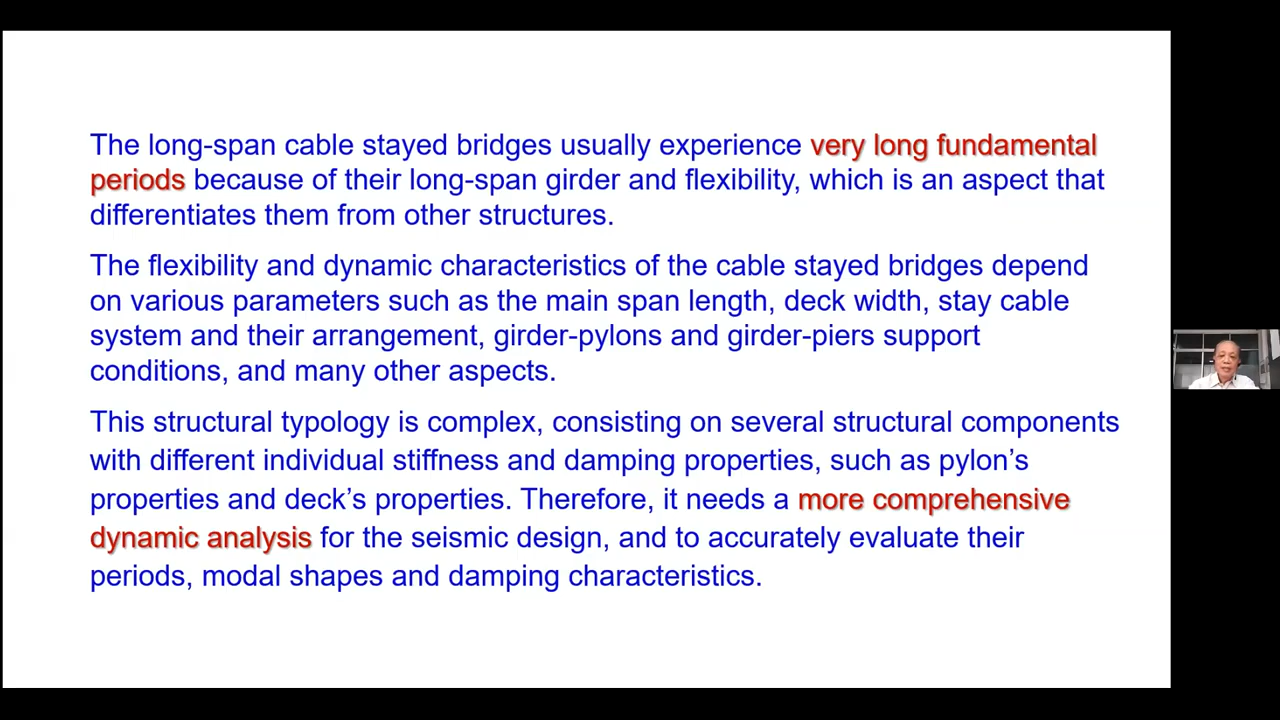 The long-span cable stayed bridges usually experience very long fundamental
periods because of their long-span girder and flexibility, which is an aspect that
differentiates them from other structures.
The flexibility and dynamic characteristics of the cable stayed bridges depend
on various parameters such as the main span length, deck width, stay cable
system and their arrangement, girder-pylons and girder-piers support
conditions, and many other aspects.
This structural typology is complex, consisting on several structural components
with different individual stiffness and damping properties, such as pylon’s
properties and deck’s properties. Therefore, it needs a more comprehensive
dynamic analysis for the seismic design, and to accurately evaluate their
periods, modal shapes and damping characteristics.